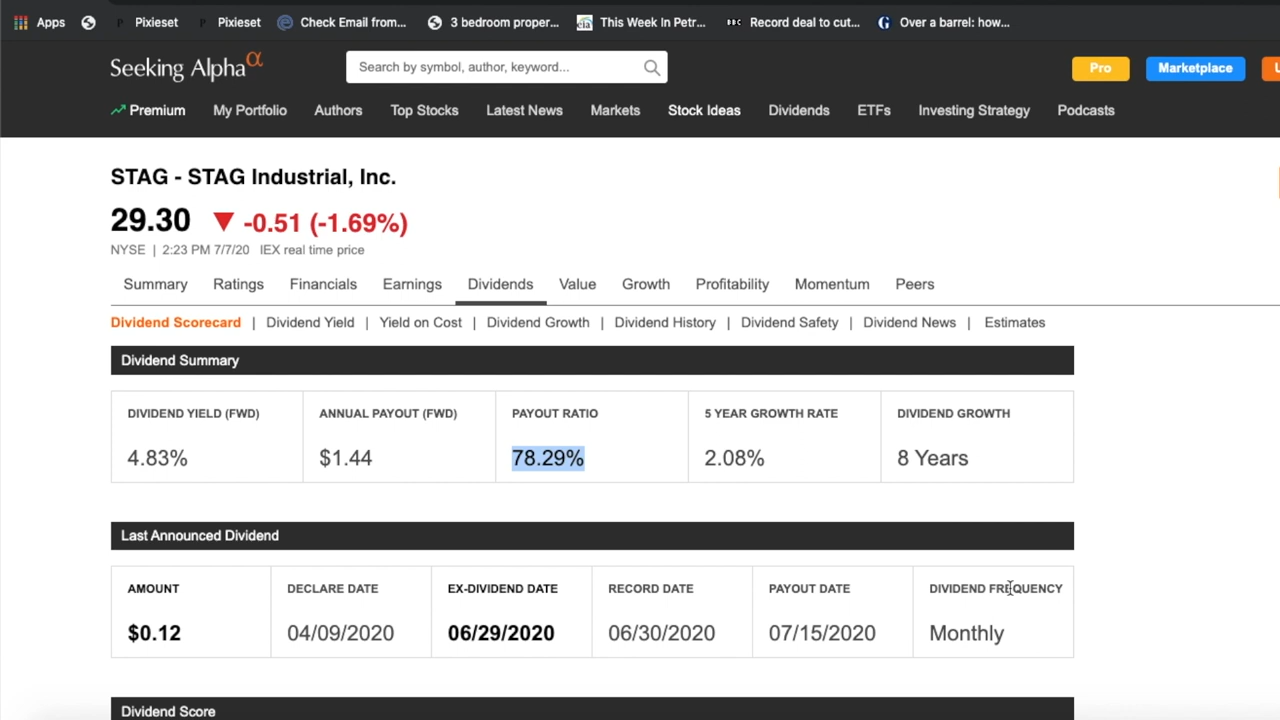 Apps Pixieset Pixieset Check Email from... 3 bedroom proper... This Week In Petr... BBC Record deal to cut... Over a barrel: how...
Seeking Alpha α Search by symbol, author, keyword... Pro Marketplace
Premium My Portfolio Authors Top Stocks Latest News Markets Stock Ideas Dividends ETFs Investing Strategy Podcasts
STAG - STAG Industrial, Inc.
29.30 ▼ -0.51 (-1.69%)
NYSE | 2:23 PM 7/7/20 IEX real time price
Summary Ratings Financials Earnings Dividends Value Growth Profitability Momentum Peers
Dividend Scorecard | Dividend Yield | Yield on Cost | Dividend Growth | Dividend History | Dividend Safety | Dividend News | Estimates
Dividend Summary
DIVIDEND YIELD (FWD) ANNUAL PAYOUT (FWD) PAYOUT RATIO 5 YEAR GROWTH RATE DIVIDEND GROWTH
4.83% $1.44 78.29% 2.08% 8 Years
Last Announced Dividend
AMOUNT DECLARE DATE EX-DIVIDEND DATE RECORD DATE PAYOUT DATE DIVIDEND FREQUENCY
$0.12 04/09/2020 06/29/2020 06/30/2020 07/15/2020 Monthly
Dividend Score